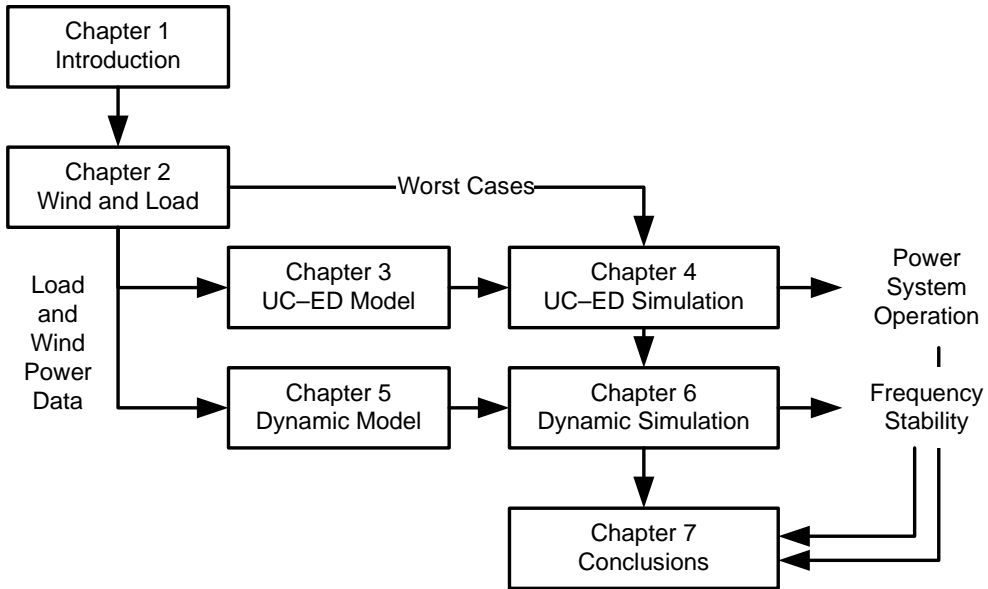 Chapter 1
Introduction
Chapter 2
Wind and Load
Worst Cases
Load
and
Wind
Power
Data
Chapter 3
UC–ED Model
Chapter 4
UC–ED Simulation
Power
System
Operation
Chapter 5
Dynamic Model
Chapter 6
Dynamic Simulation
Frequency
Stability
Chapter 7
Conclusions